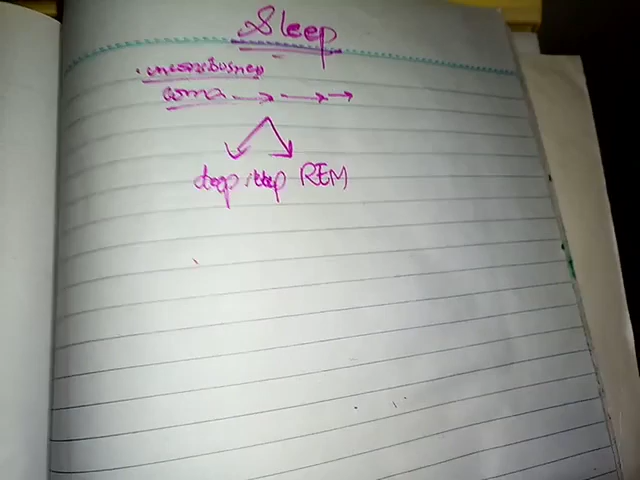 Sleep
. unconsciousness
coma → → →
deep sleep REM